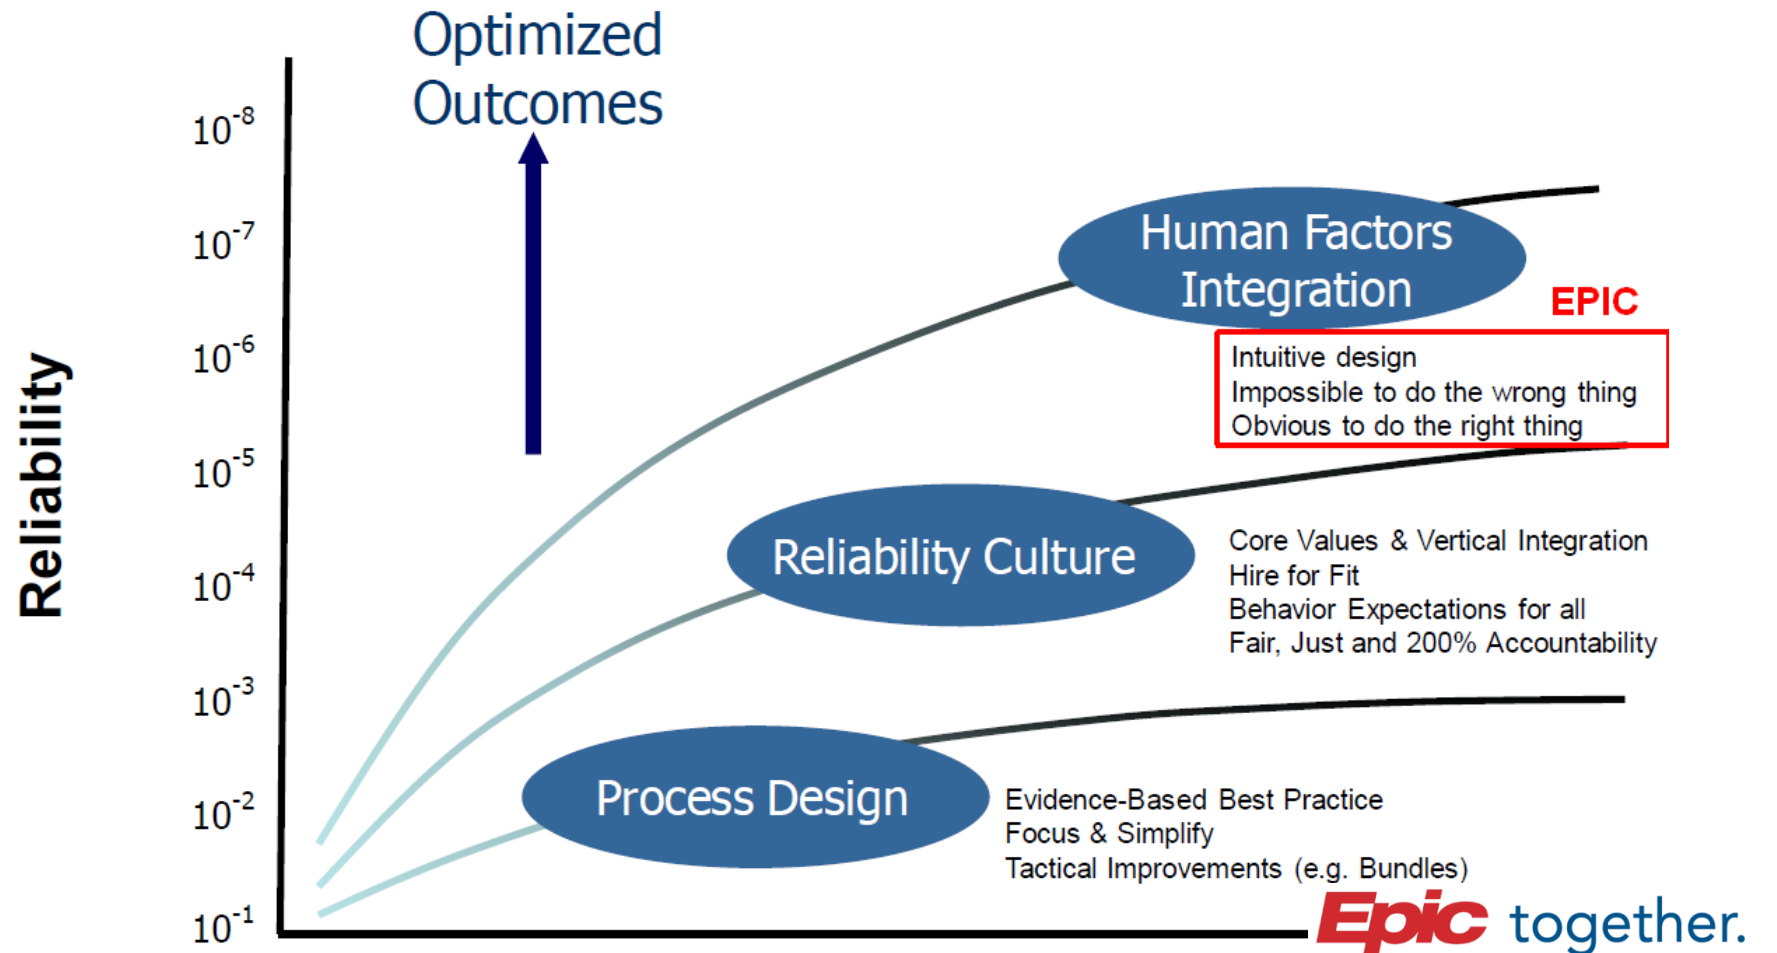 Optimized
Outcomes
Reliability
10-8
10-7
10-6
10-5
10-4
10-3
10-2
10-1
Human Factors
Integration
EPIC
Intuitive design
Impossible to do the wrong thing
Obvious to do the right thing
Reliability Culture
Core Values & Vertical Integration
Hire for Fit
Behavior Expectations for all
Fair, Just and 200% Accountability
Process Design
Evidence-Based Best Practice
Focus & Simplify
Tactical Improvements (e.g. Bundles)
Epic together.